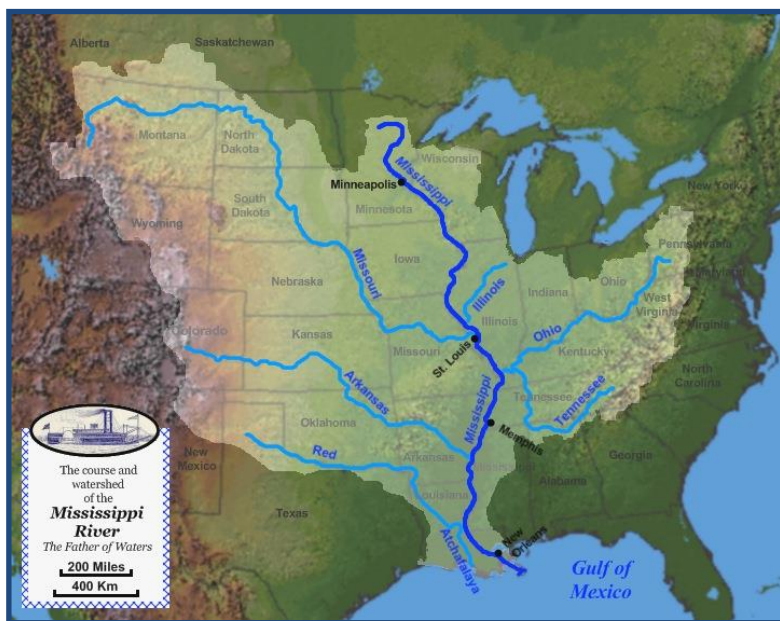 Alberta
Saskatchewan
Montana
North
Dakota
Mississippi
Wisconsin
Minneapolis
New York
South
Dakota
Minnesota
Wyoming
Pennsylvania
Iowa
Missouri
Nebraska
Illinois
Indiana
Ohio
Maryland
West
Virginia
Illinois
Colorado
Kansas
St. Louis
Ohio
Virginia
Missouri
Kentucky
Arkansas
Mississippi
Tennessee
Tennessee
North
Carolina
Oklahoma
Memphis
Red
New
Mexico
Arkansas
Mississippi
Alabama
Georgia
Louisiana
Texas
Atchafalaya
New
Orleans
Gulf of
Mexico
The course and
watershed
of the
Mississippi
River
The Father of Waters
200 Miles
400 Km